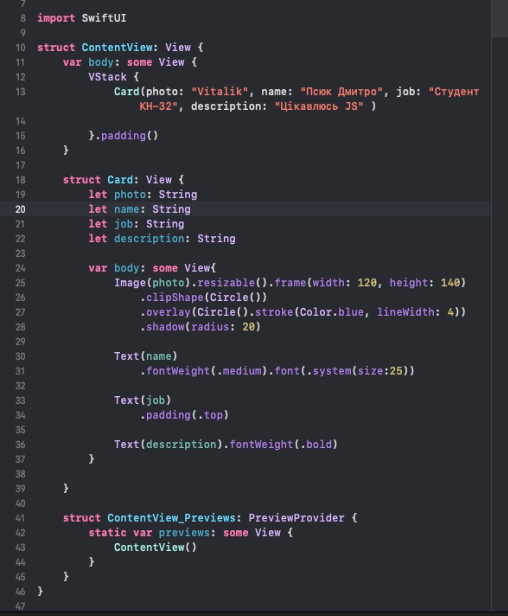 7
8 import SwiftUI
9
10 struct ContentView: View {
11     var body: some View {
12         VStack {
13             Card(photo: "Vitalik", name: "Псюк Дмитро", job: "Студент
                 КН-32", description: "Цікавлюсь JS" )
14
15         }.padding()
16     }
17
18     struct Card: View {
19         let photo: String
20         let name: String
21         let job: String
22         let description: String
23
24         var body: some View{
25             Image(photo).resizable().frame(width: 120, height: 140)
26                 .clipShape(Circle())
27                 .overlay(Circle().stroke(Color.blue, lineWidth: 4))
28                 .shadow(radius: 20)
29
30             Text(name)
31                 .fontWeight(.medium).font(.system(size:25))
32
33             Text(job)
34                 .padding(.top)
35
36             Text(description).fontWeight(.bold)
37         }
38
39     }
40
41     struct ContentView_Previews: PreviewProvider {
42         static var previews: some View {
43             ContentView()
44         }
45     }
46 }
47